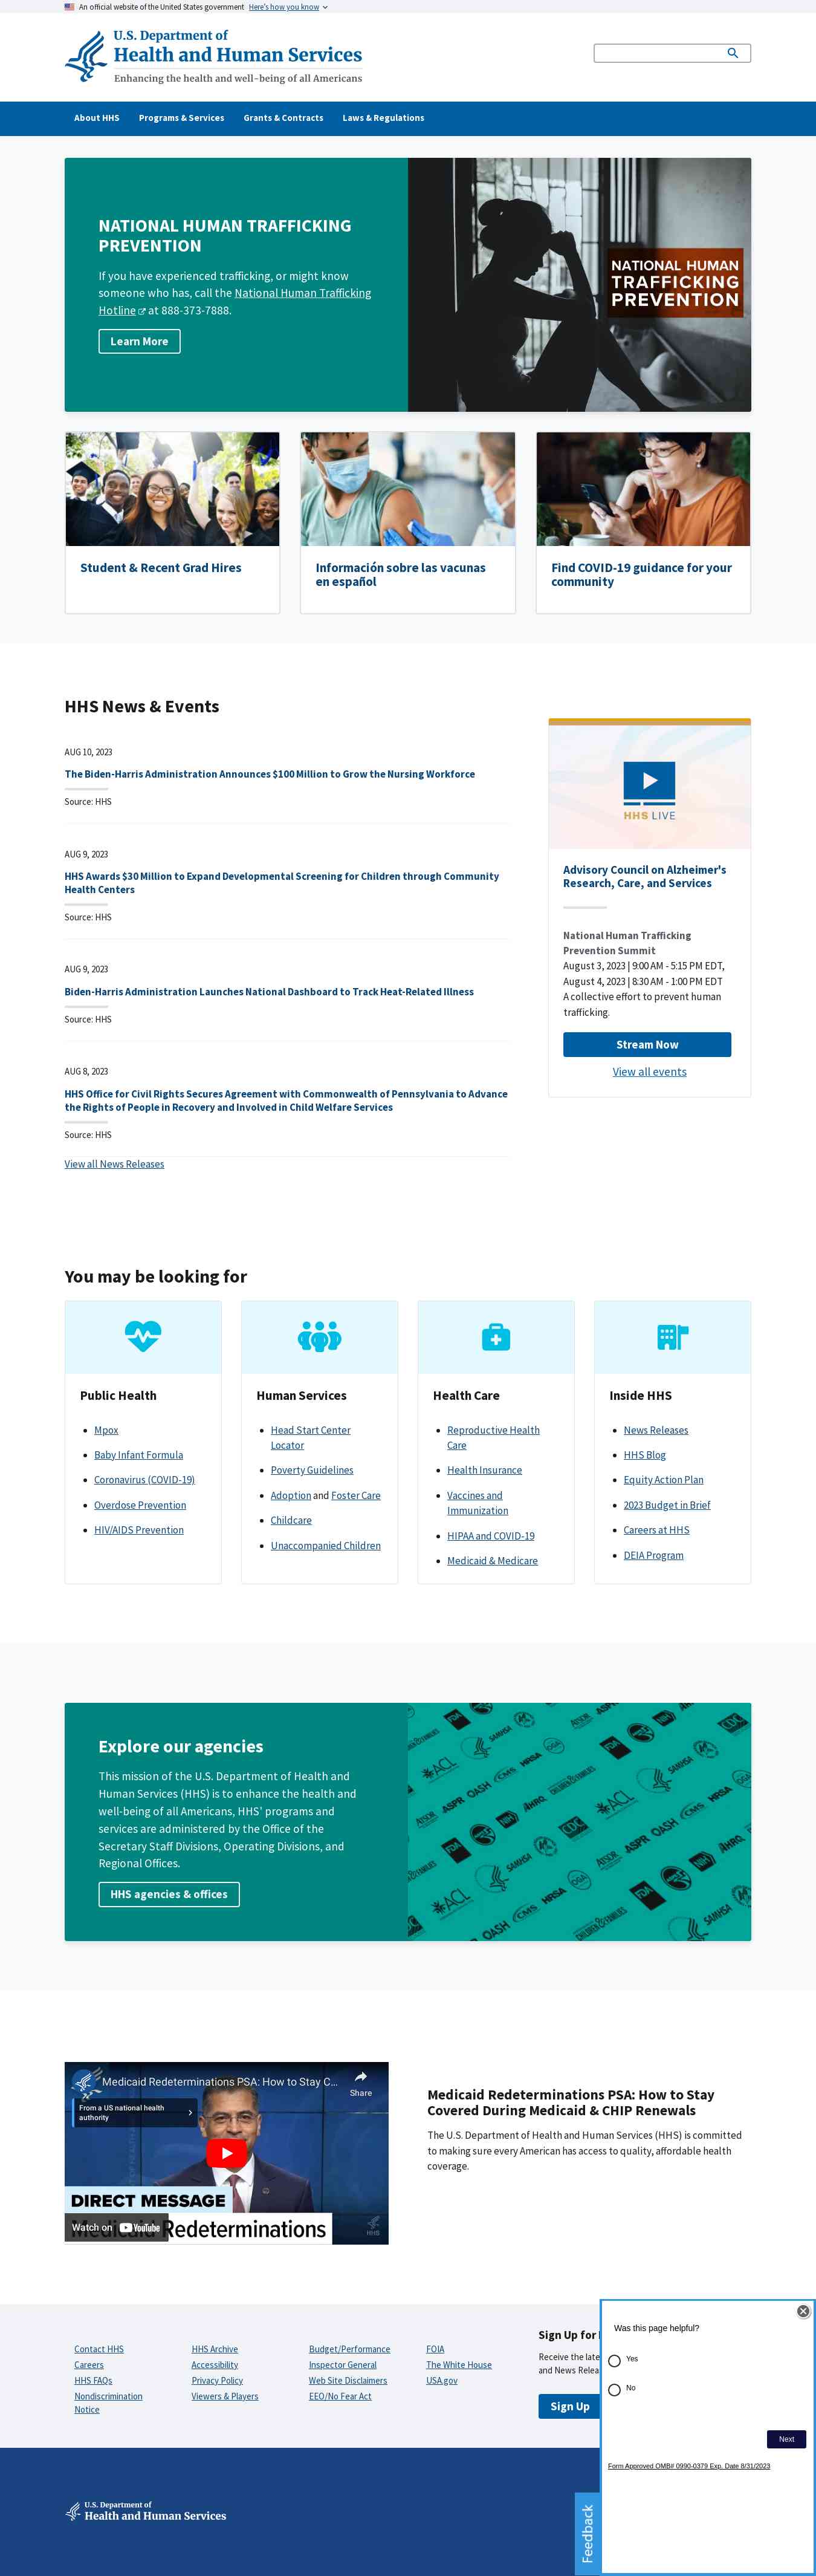 An official website of the United States government Here's how you know
U.S. Department of
Health and Human Services
Enhancing the health and well-being of all Americans
About HHS
Programs & Services
Grants & Contracts
Laws & Regulations
NATIONAL HUMAN TRAFFICKING
PREVENTION
If you have experienced trafficking, or might know
someone who has, call the National Human Trafficking
Hotline at 888-373-7888.
Learn More
NATIONAL HUMAN
TRAFFICKING
PREVENTION
Student & Recent Grad Hires
Información sobre las vacunas
en español
Find COVID-19 guidance for your
community
HHS News & Events
AUG 10, 2023
The Biden-Harris Administration Announces $100 Million to Grow the Nursing Workforce
Source: HHS
AUG 9, 2023
HHS Awards $30 Million to Expand Developmental Screening for Children through Community
Health Centers
Source: HHS
AUG 9, 2023
Biden-Harris Administration Launches National Dashboard to Track Heat-Related Illness
Source: HHS
AUG 8, 2023
HHS Office for Civil Rights Secures Agreement with Commonwealth of Pennsylvania to Advance
the Rights of People in Recovery and Involved in Child Welfare Services
Source: HHS
View all News Releases
HHS LIVE
Advisory Council on Alzheimer's
Research, Care, and Services
National Human Trafficking
Prevention Summit
August 3, 2023 | 9:00 AM - 5:15 PM EDT,
August 4, 2023 | 8:30 AM - 1:00 PM EDT
A collective effort to prevent human
trafficking.
Stream Now
View all events
You may be looking for
Public Health
Mpox
Baby Infant Formula
Coronavirus (COVID-19)
Overdose Prevention
HIV/AIDS Prevention
Human Services
Head Start Center
Locator
Poverty Guidelines
Adoption and Foster Care
Childcare
Unaccompanied Children
Health Care
Reproductive Health
Care
Health Insurance
Vaccines and
Immunization
HIPAA and COVID-19
Medicaid & Medicare
Inside HHS
News Releases
HHS Blog
Equity Action Plan
2023 Budget in Brief
Careers at HHS
DEIA Program
Explore our agencies
This mission of the U.S. Department of Health and
Human Services (HHS) is to enhance the health and
well-being of all Americans, HHS' programs and
services are administered by the Office of the
Secretary Staff Divisions, Operating Divisions, and
Regional Offices.
HHS agencies & offices
Medicaid Redeterminations PSA: How to Stay C...
Share
From a US national health
authority
DIRECT MESSAGE
Redeterminations
Watch on YouTube
HHS
Medicaid Redeterminations PSA: How to Stay
Covered During Medicaid & CHIP Renewals
The U.S. Department of Health and Human Services (HHS) is committed
to making sure every American has access to quality, affordable health
coverage.
Contact HHS
Careers
HHS FAQs
Nondiscrimination
Notice
HHS Archive
Accessibility
Privacy Policy
Viewers & Players
Budget/Performance
Inspector General
Web Site Disclaimers
EEO/No Fear Act
FOIA
The White House
USA.gov
Sign Up for
Receive the late
and News Relea
Sign Up
Was this page helpful?
Yes
No
Next
Form Approved OMB# 0990-0379 Exp. Date 8/31/2023
Feedback
U.S. Department of
Health and Human Services